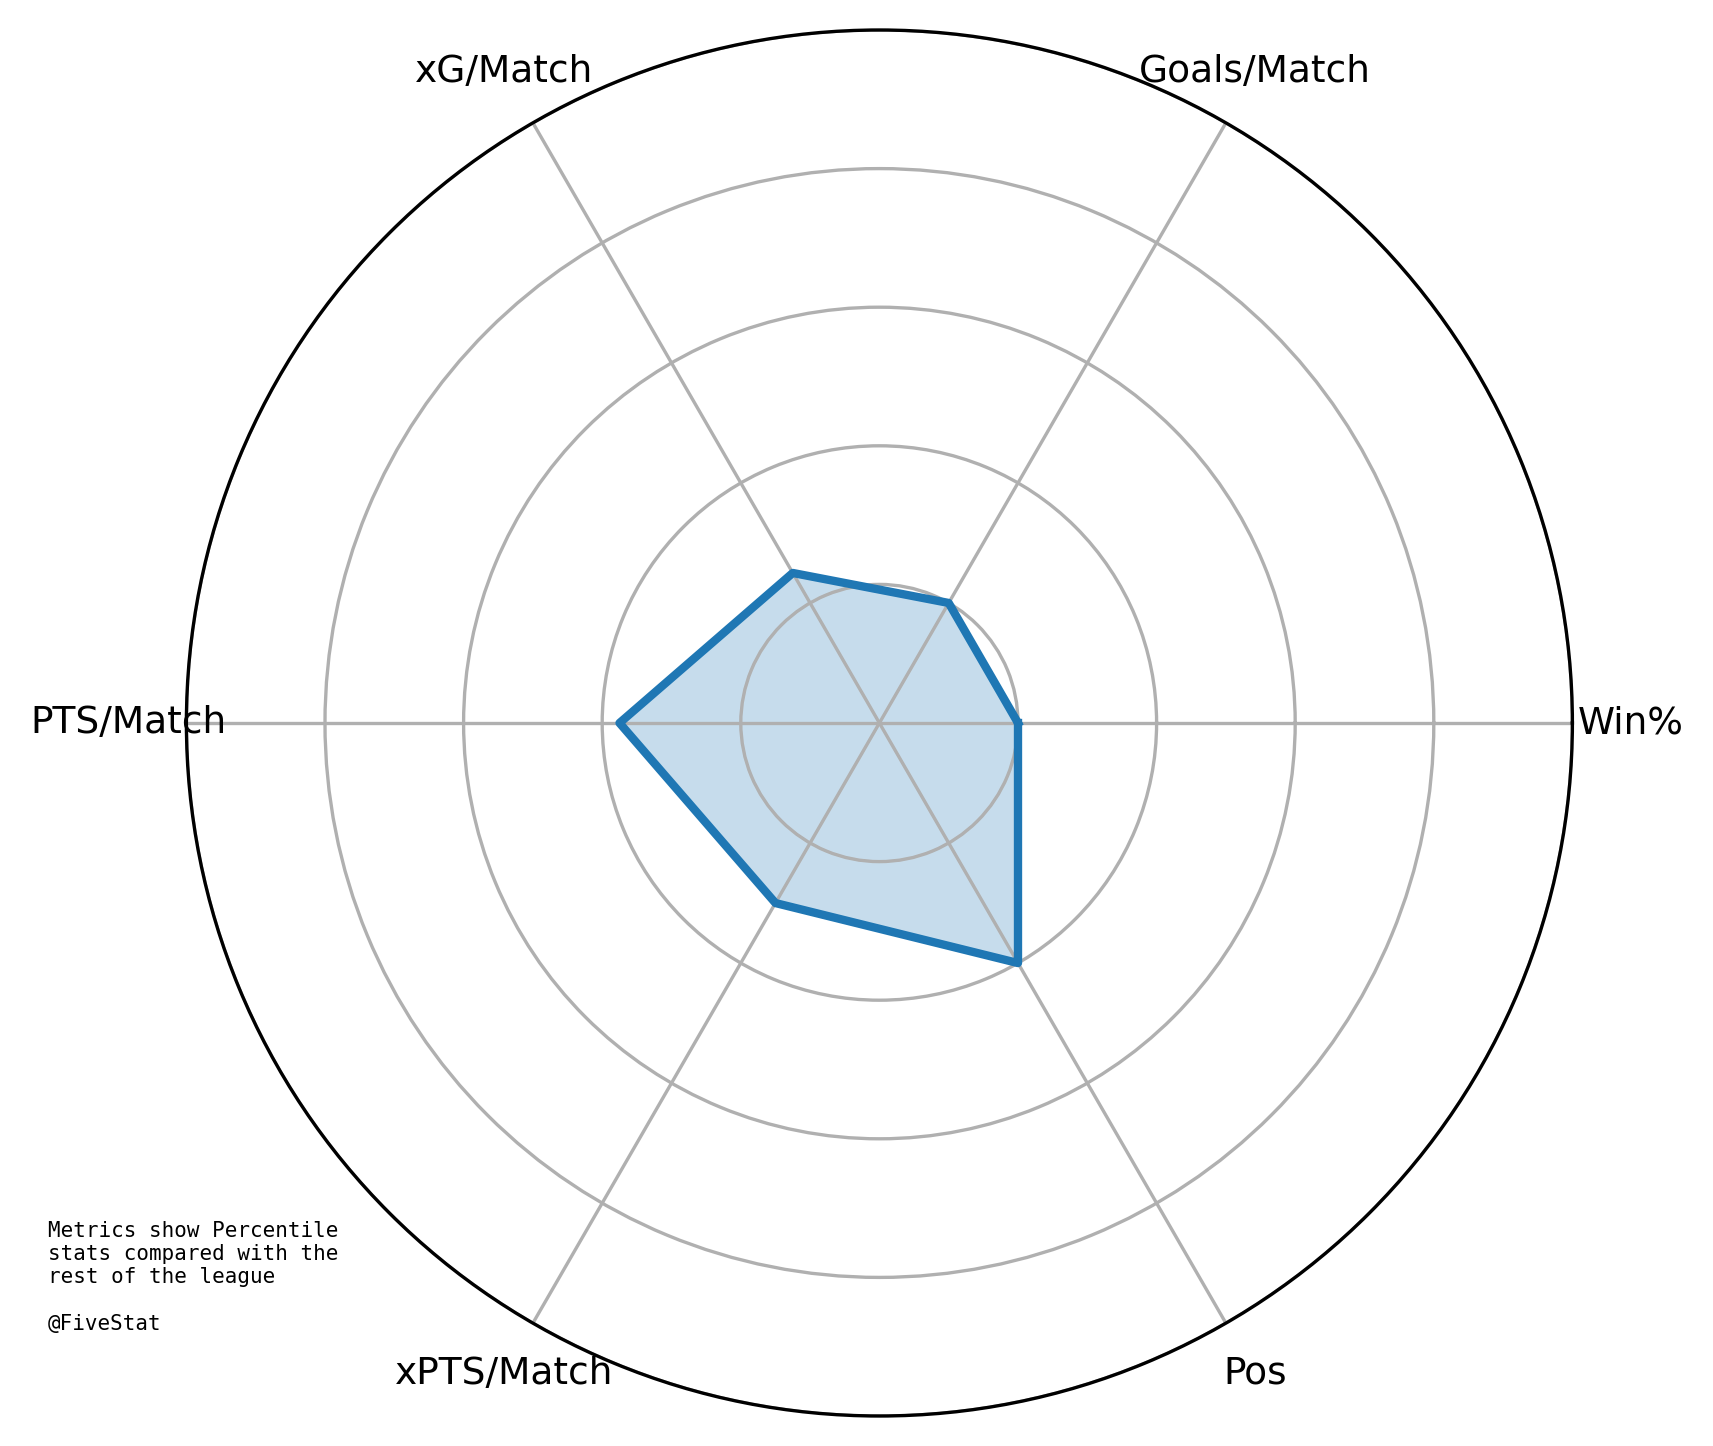 xG/Match
Goals/Match
PTS/Match
Win%
Metrics show Percentile
stats compared with the
rest of the league
@FiveStat
xPTS/Match
Pos